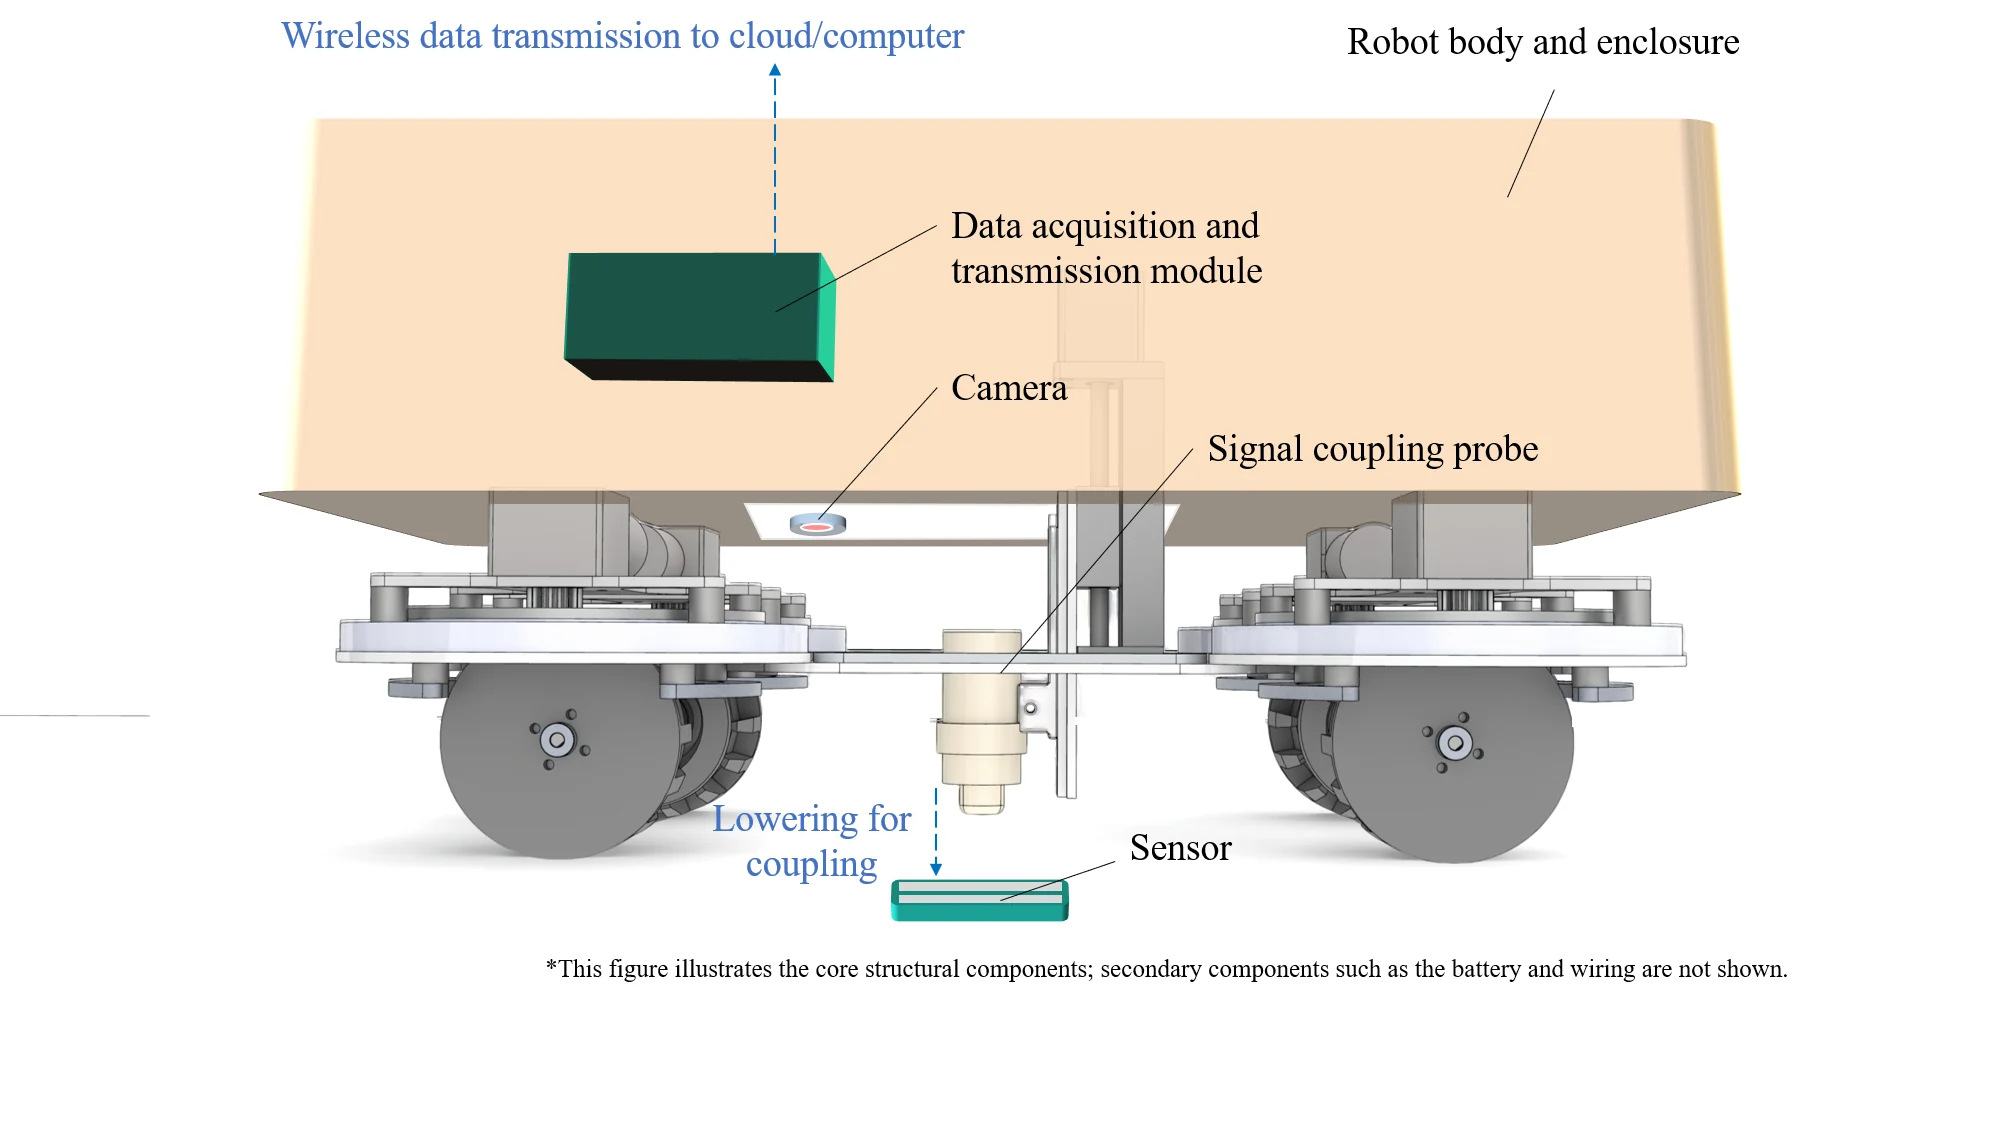 Wireless data transmission to cloud/computer
Robot body and enclosure
Data acquisition and
transmission module
Camera
Signal coupling probe
Lowering for
coupling
Sensor
*This figure illustrates the core structural components; secondary components such as the battery and wiring are not shown.